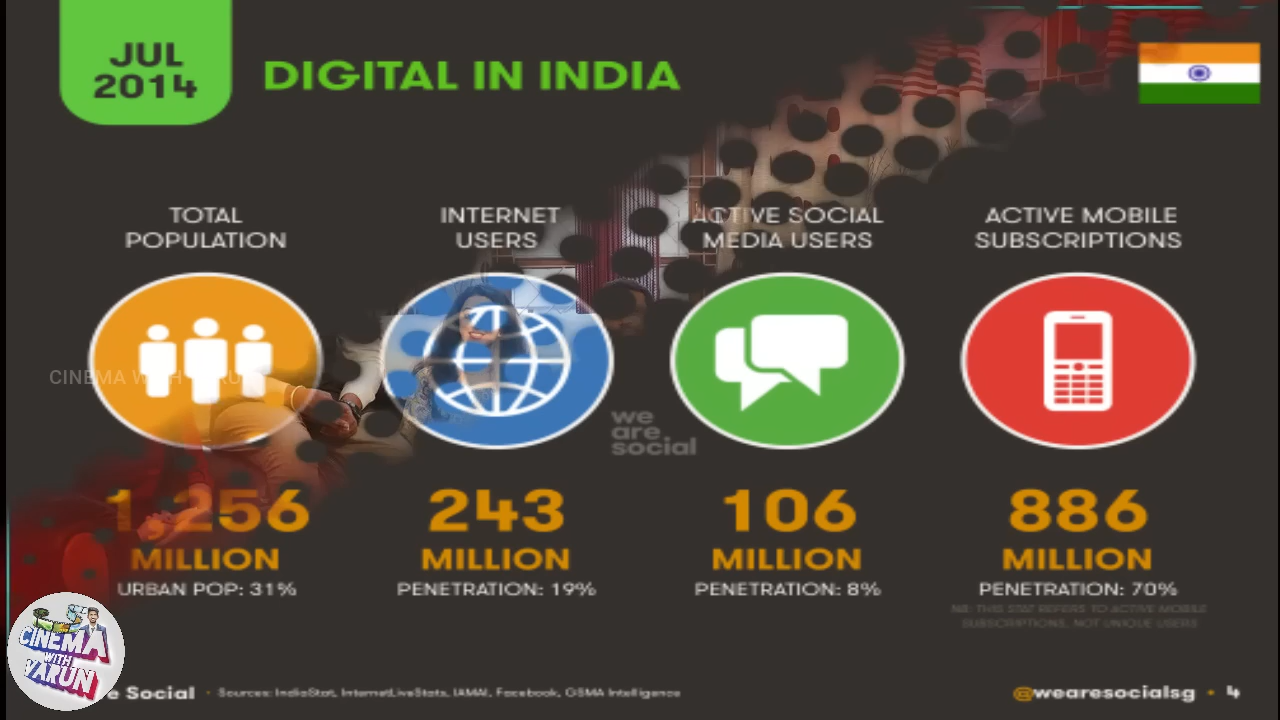 JUL
2014
DIGITAL IN INDIA
TOTAL
POPULATION
INTERNET
USERS
ACTIVE SOCIAL
MEDIA USERS
ACTIVE MOBILE
SUBSCRIPTIONS
CINEMA WITH VARUN
we
are
social
1,256
MILLION
URBAN POP: 31%
243
MILLION
PENETRATION: 19%
106
MILLION
PENETRATION: 8%
886
MILLION
PENETRATION: 70%
NB: THIS STAT REFERS TO ACTIVE MOBILE
SUBSCRIPTIONS, NOT UNIQUE USERS
CINEMA
WITH
VARUN
e Social • Sources: IndiaStat, InternetLiveStats, IAMAI, Facebook, GSMA Intelligence
@wearesocialsg • 4